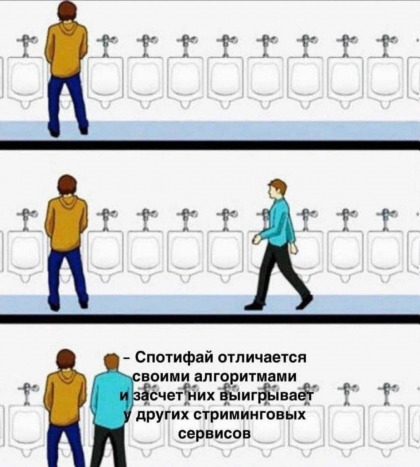 – Спотифай отличается
своими алгоритмами
и засчет них выигрывает
у других стриминговых
сервисов